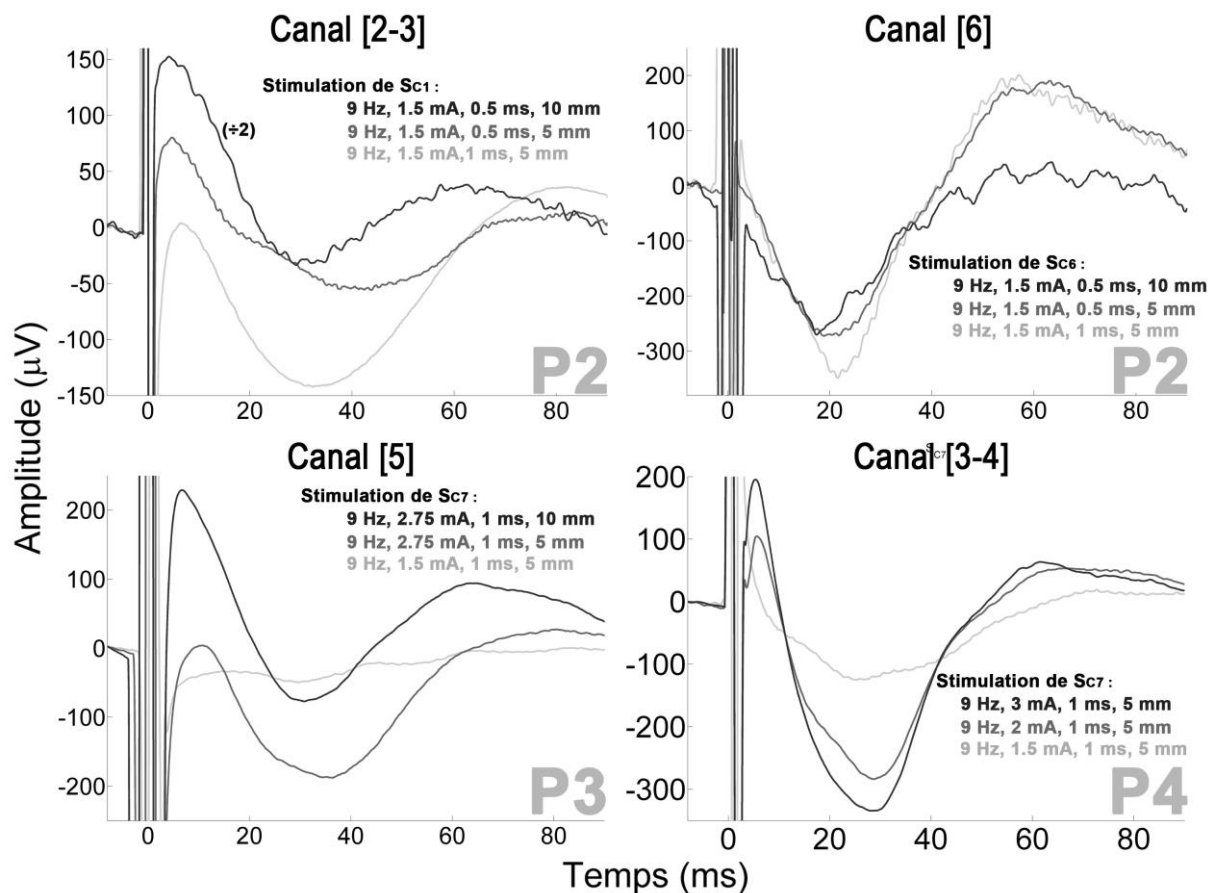 Canal [2-3]
150
100
50
0
-50
-100
-150
Stimulation de SC1 :
9 Hz, 1.5 mA, 0.5 ms, 10 mm
9 Hz, 1.5 mA, 0.5 ms, 5 mm
9 Hz, 1.5 mA,1 ms, 5 mm
(÷2)
P2
0 20 40 60 80
Canal [6]
200
100
0
-100
-200
-300
Stimulation de SC6 :
9 Hz, 1.5 mA, 0.5 ms, 10 mm
9 Hz, 1.5 mA, 0.5 ms, 5 mm
9 Hz, 1.5 mA, 1 ms, 5 mm
P2
0 20 40 60 80
Amplitude (µV)
Canal [5]
200
100
0
-100
-200
Stimulation de SC7 :
9 Hz, 2.75 mA, 1 ms, 10 mm
9 Hz, 2.75 mA, 1 ms, 5 mm
9 Hz, 1.5 mA, 1 ms, 5 mm
P3
0 20 40 60 80
Canal [3-4]
SC7
200
100
0
-100
-200
-300
Stimulation de SC7 :
9 Hz, 3 mA, 1 ms, 5 mm
9 Hz, 2 mA, 1 ms, 5 mm
9 Hz, 1.5 mA, 1 ms, 5 mm
P4
0 20 40 60 80
Temps (ms)